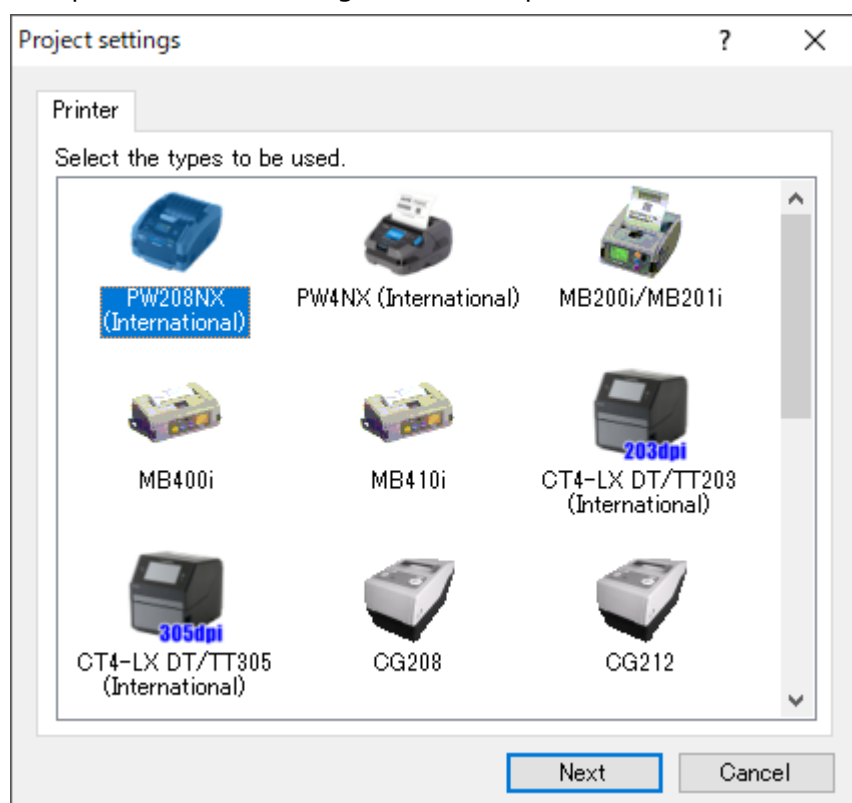 Project settings
?
Printer
Select the types to be used.
PW208NX
(International)
PW4NX (International)
MB200i/MB201i
MB400i
MB410i
203dpi
CT4-LX DT/TT203
(International)
305dpi
CT4-LX DT/TT305
(International)
CG208
CG212
Next
Cancel